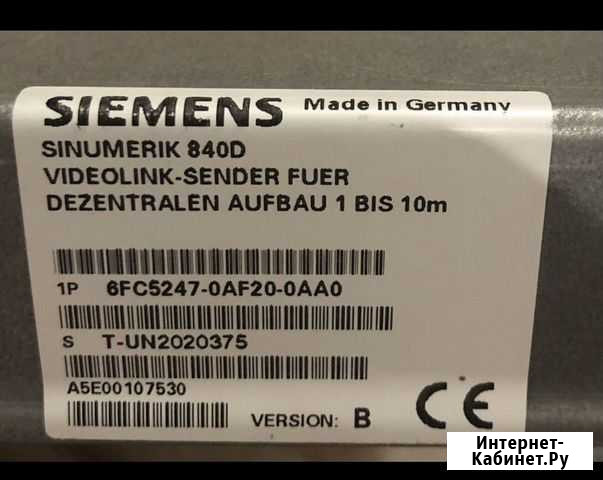 SIEMENS Made in Germany
SINUMERIK 840D
VIDEOLINK-SENDER FUER
DEZENTRALEN AUFBAU 1 BIS 10m
1P 6FC5247-0AF20-0AA0
S T-UN2020375
A5E00107530
VERSION: B CE
Интернет-
Кабинет.Ру